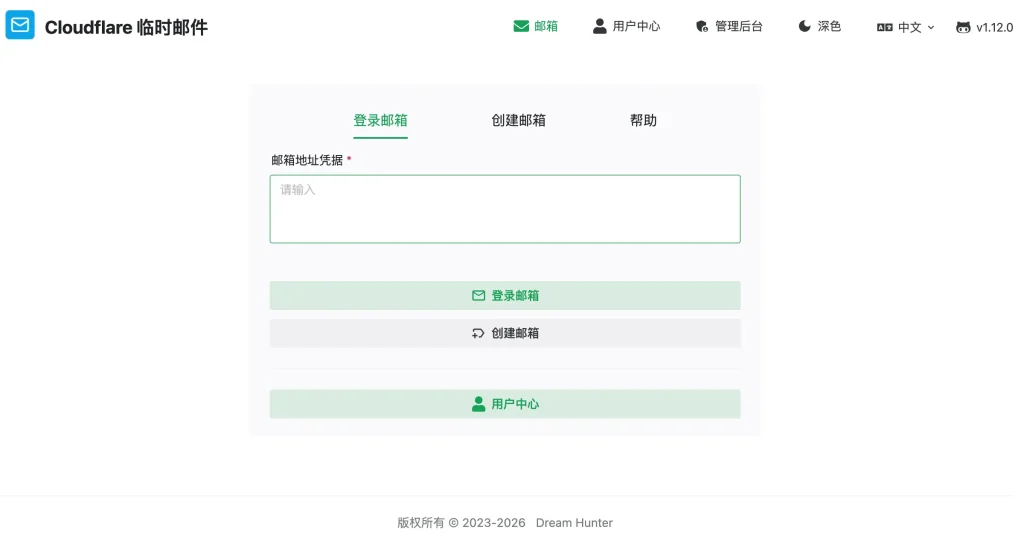 Cloudflare 临时邮件
邮箱 用户中心 管理后台 深色 中文 v1.12.0
登录邮箱 创建邮箱 帮助
邮箱地址凭据 *
请输入
登录邮箱
创建邮箱
用户中心
版权所有 © 2023-2026 Dream Hunter